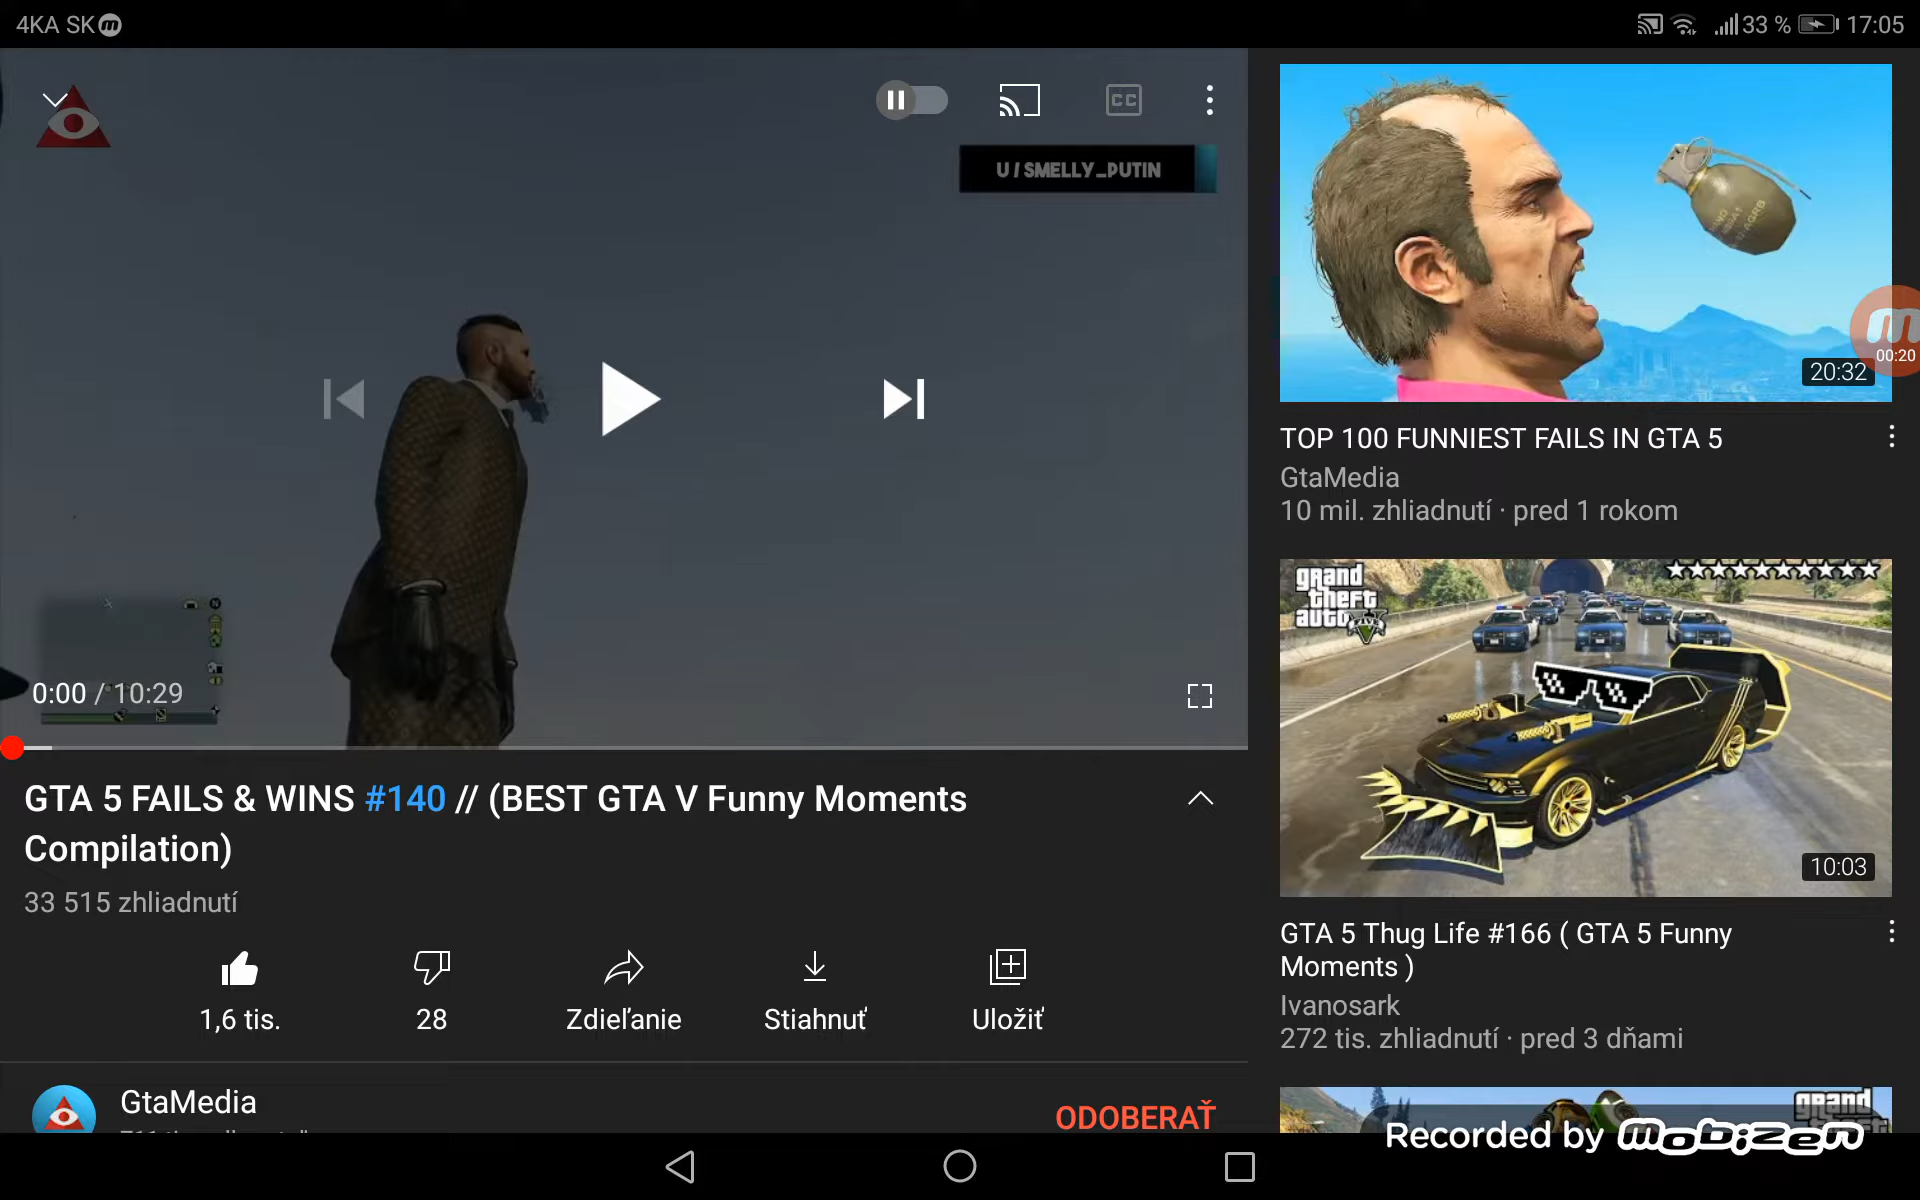 4KA SK
33 %
17:05
CC
U/SMELLY_PUTIN
0:00 / 10:29
GTA 5 FAILS & WINS #140 // (BEST GTA V Funny Moments
Compilation)
33 515 zhliadnutí
1,6 tis.
28
Zdieľanie
Stiahnuť
Uložiť
GtaMedia
ODOBERAŤ
20:32
00:20
TOP 100 FUNNIEST FAILS IN GTA 5
GtaMedia
10 mil. zhliadnutí · pred 1 rokom
grand
theft
auto
FIVE
10:03
GTA 5 Thug Life #166 ( GTA 5 Funny
Moments )
Ivanosark
272 tis. zhliadnutí · pred 3 dňami
grand
Recorded by mobizen